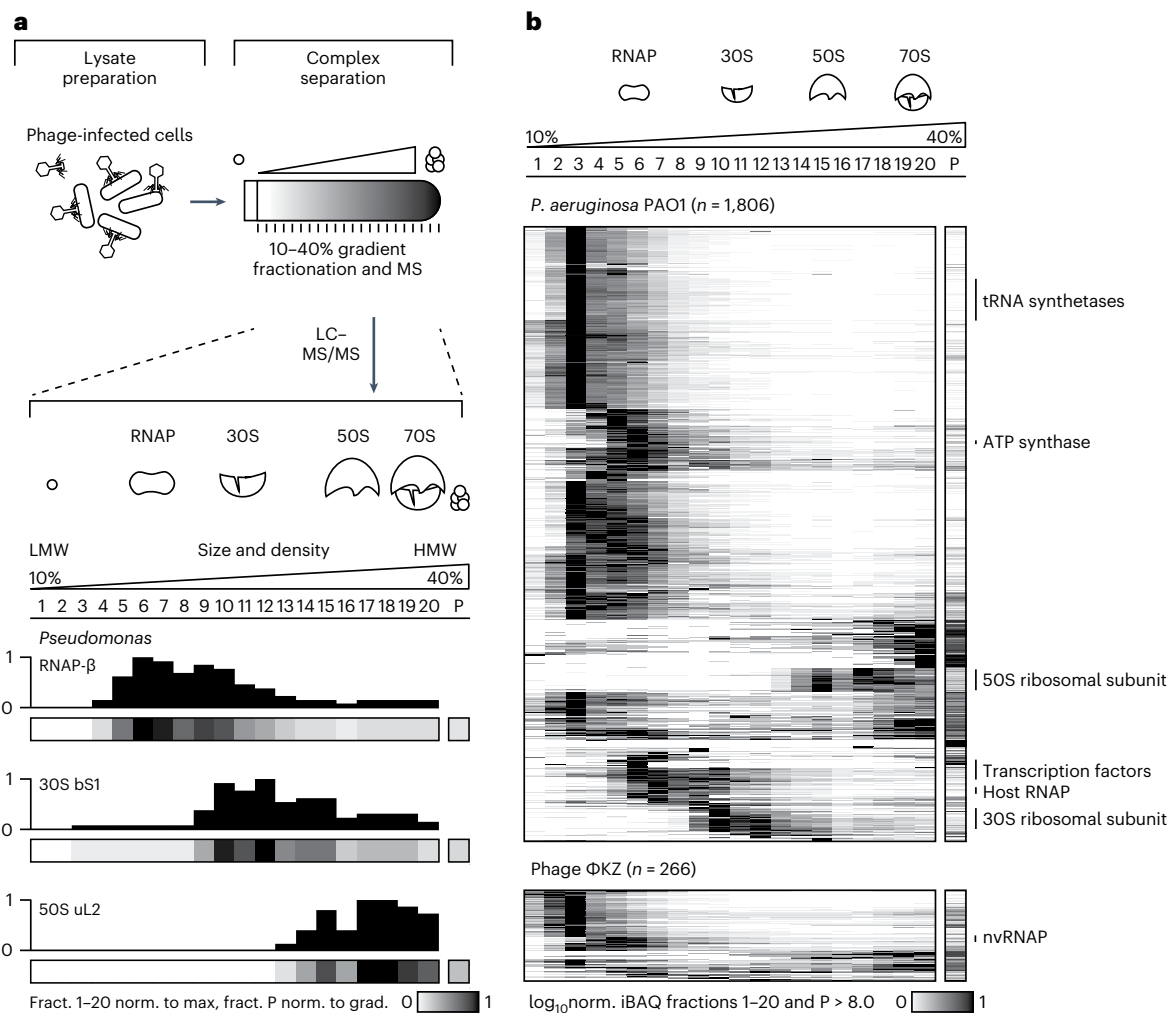 a
Lysate
preparation
Complex
separation
Phage-infected cells
10–40% gradient
fractionation and MS
LC–
MS/MS
RNAP 30S 50S 70S
LMW Size and density HMW
10% 40%
1 2 3 4 5 6 7 8 9 10 11 12 13 14 15 16 17 18 19 20 P
Pseudomonas
RNAP-β
1
0
30S bS1
1
0
50S uL2
1
0
Fract. 1–20 norm. to max, fract. P norm. to grad. 0 1
b
RNAP 30S 50S 70S
10% 40%
1 2 3 4 5 6 7 8 9 10 11 12 13 14 15 16 17 18 19 20 P
P. aeruginosa PAO1 (n = 1,806)
tRNA synthetases
ATP synthase
50S ribosomal subunit
Transcription factors
Host RNAP
30S ribosomal subunit
Phage ΦKZ (n = 266)
nvRNAP
log10norm. iBAQ fractions 1–20 and P > 8.0 0 1